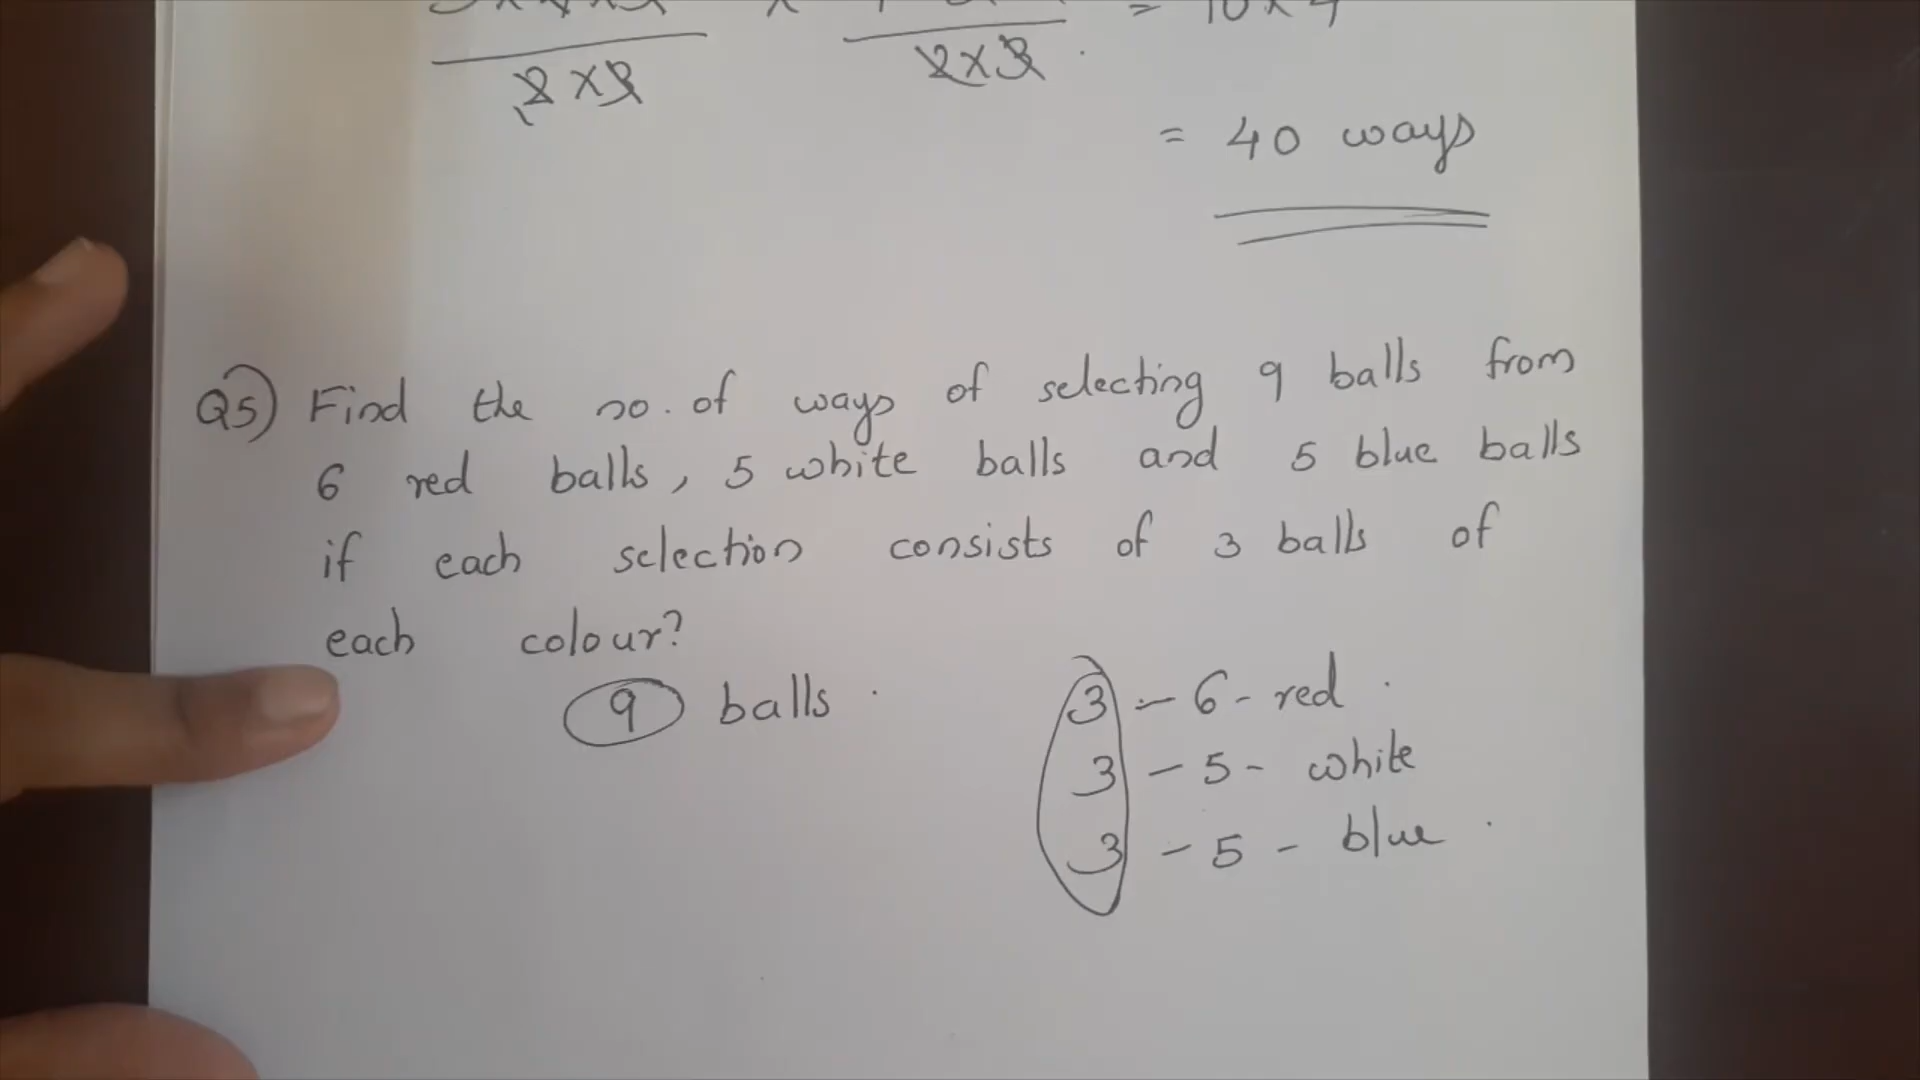 2 x 2 2 x 3 .
= 40 ways
Q5) Find the no. of ways of selecting 9 balls from
6 red balls, 5 white balls and 5 blue balls
if each selection consists of 3 balls of
each colour?
9 balls . 3 - 6 - red .
3 - 5 - white
3 - 5 - blue .